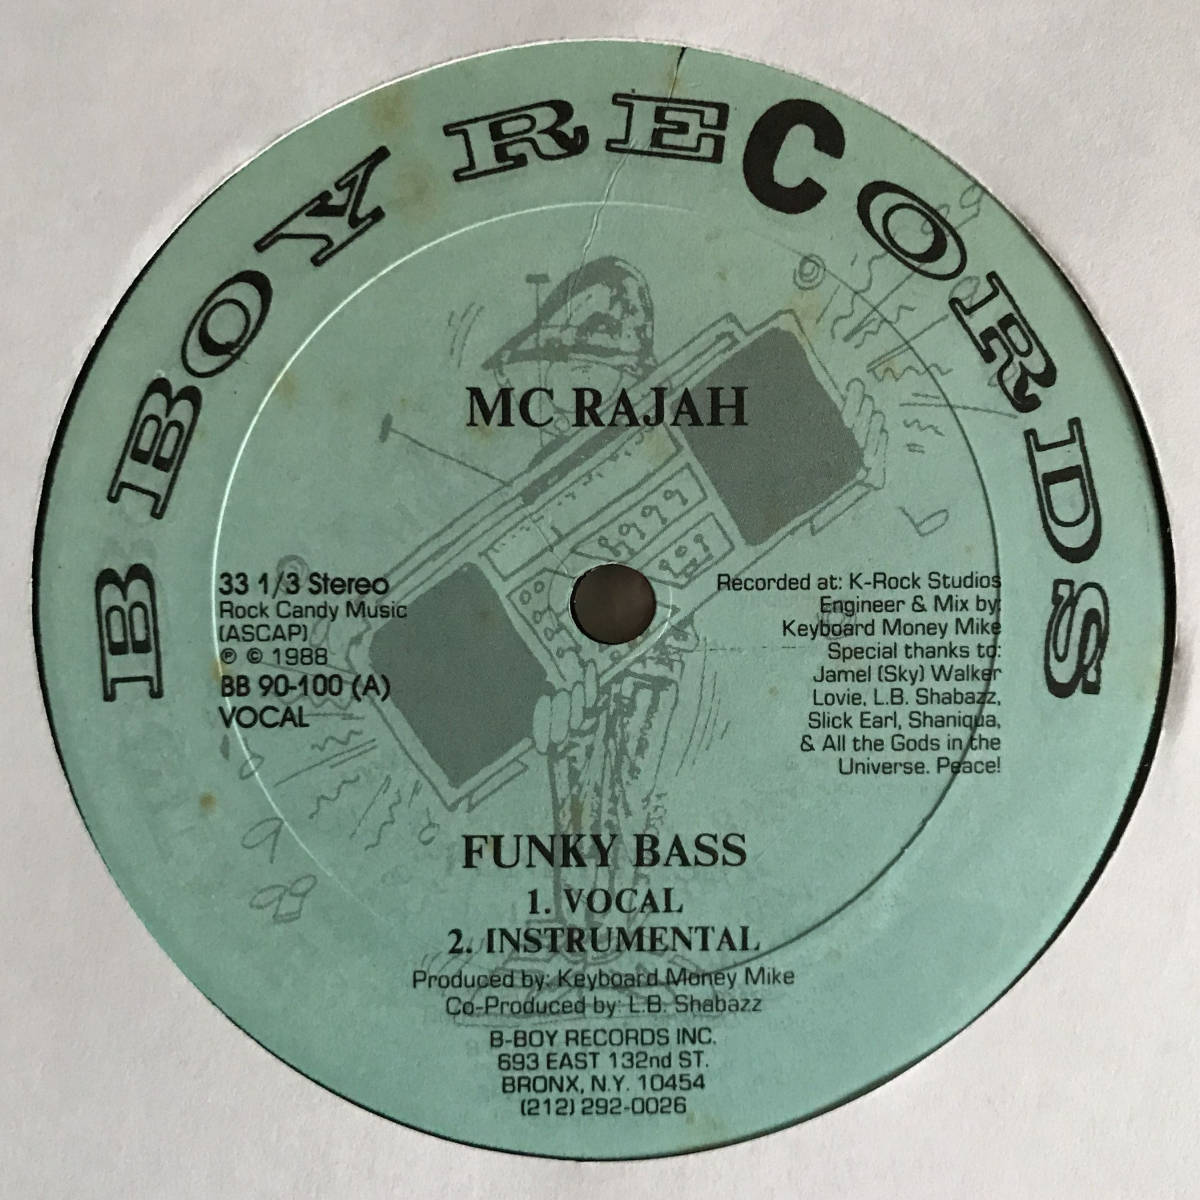 B BOY RECORDS
MC RAJAH
33 1/3 Stereo
Rock Candy Music
(ASCAP)
℗ © 1988
BB 90-100 (A)
VOCAL
Recorded at: K-Rock Studios
Engineer & Mix by:
Keyboard Money Mike
Special thanks to:
Jamel (Sky) Walker
Lovie, L.B. Shabazz,
Slick Earl, Shaniqua,
& All the Gods in the
Universe. Peace!
FUNKY BASS
1. VOCAL
2. INSTRUMENTAL
Produced by: Keyboard Money Mike
Co-Produced by: L.B. Shabazz
B-BOY RECORDS INC.
693 EAST 132nd ST.
BRONX, N.Y. 10454
(212) 292-0026